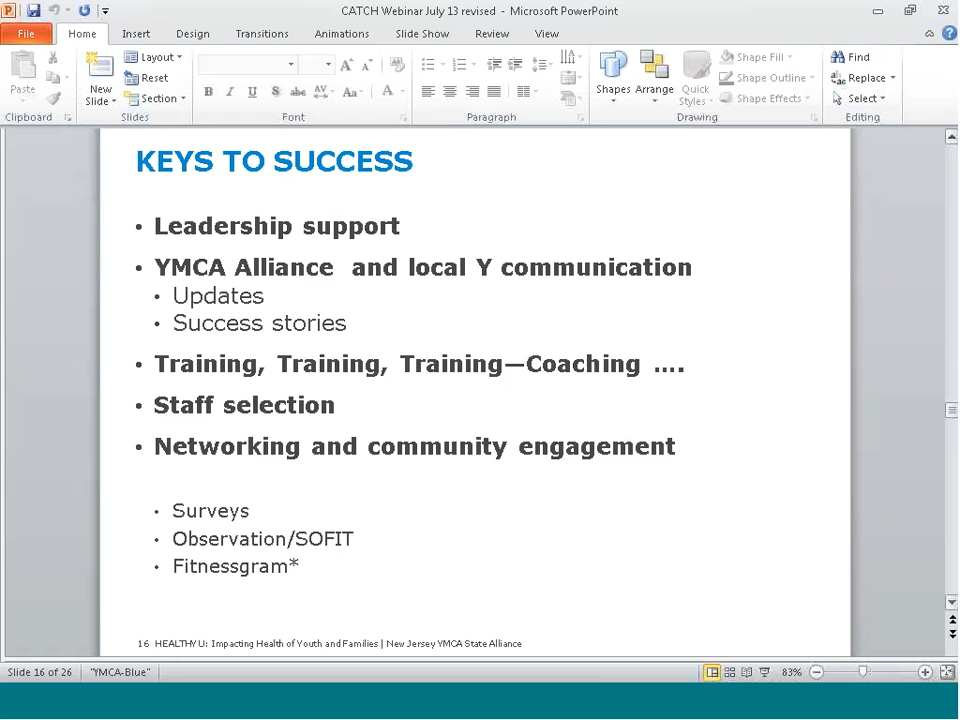 CATCH Webinar July 13 revised - Microsoft PowerPoint
File Home Insert Design Transitions Animations Slide Show Review View
Paste
New Slide
Layout
Reset
Section
B I U S abc AV Aa A
Shapes Arrange Quick Styles
Shape Fill
Shape Outline
Shape Effects
Find
Replace
Select
Clipboard Slides Font Paragraph Drawing Editing
KEYS TO SUCCESS
• Leadership support
• YMCA Alliance and local Y communication
• Updates
• Success stories
• Training, Training, Training—Coaching ....
• Staff selection
• Networking and community engagement
• Surveys
• Observation/SOFIT
• Fitnessgram*
16 HEALTHY U: Impacting Health of Youth and Families | New Jersey YMCA State Alliance
Slide 16 of 26 "YMCA-Blue" 83%